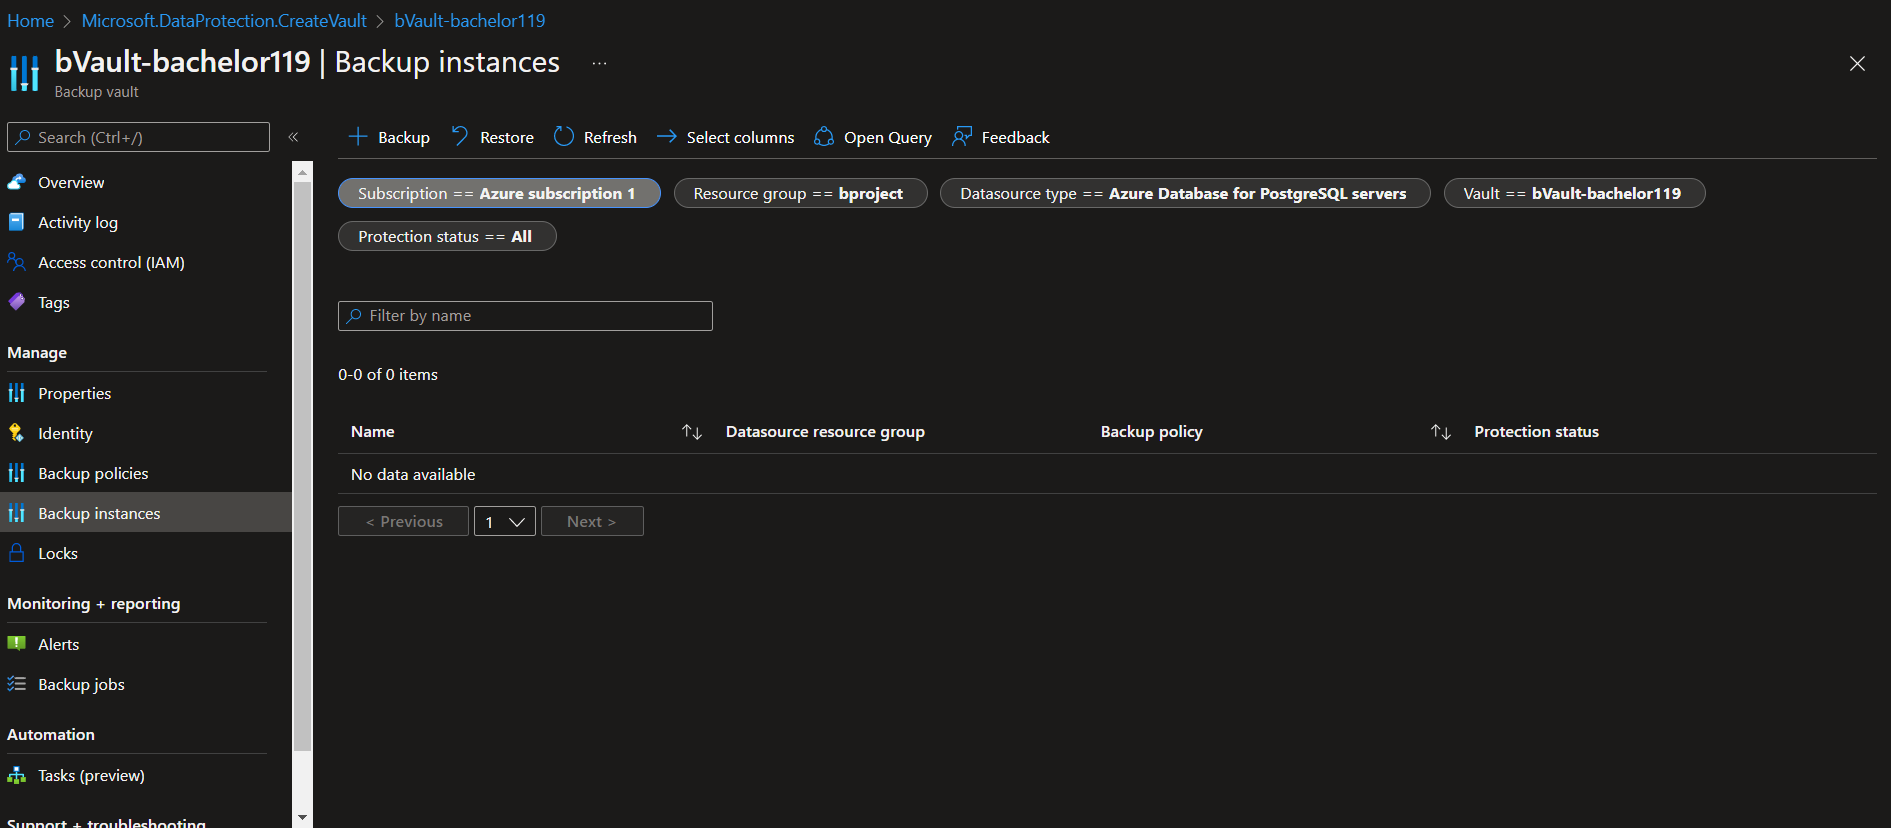 Home > Microsoft.DataProtection.CreateVault > bVault-bachelor119
bVault-bachelor119 | Backup instances ...
Backup vault
Search (Ctrl+/)
«
Overview
Activity log
Access control (IAM)
Tags
Manage
Properties
Identity
Backup policies
Backup instances
Locks
Monitoring + reporting
Alerts
Backup jobs
Automation
Tasks (preview)
Support + troubleshooting
Backup Restore Refresh Select columns Open Query Feedback
Subscription == Azure subscription 1 Resource group == bproject Datasource type == Azure Database for PostgreSQL servers Vault == bVault-bachelor119
Protection status == All
Filter by name
0-0 of 0 items
Name Datasource resource group Backup policy Protection status
No data available
< Previous 1 Next >